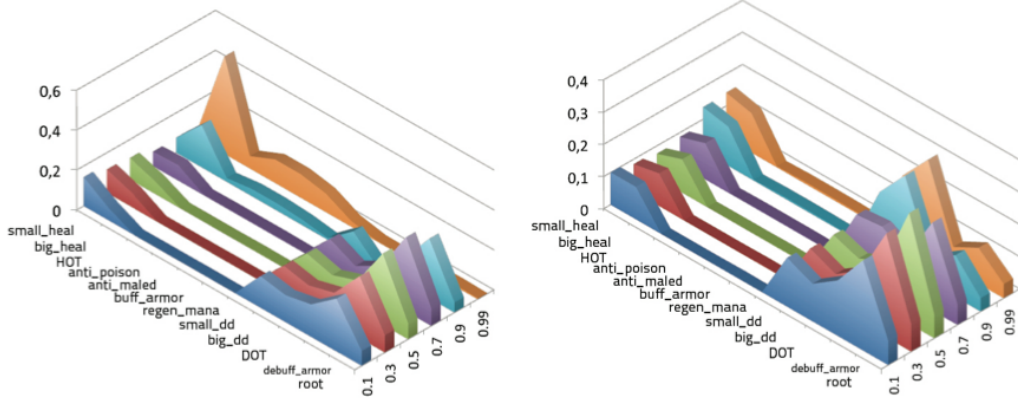 0,6
0,4
0,2
0
small_heal
big_heal
HOT
anti_poison
anti_maled
buff_armor
regen_mana
small_dd
big_dd
DOT
debuff_armor
root
0.1
0.3
0.5
0.7
0.9
0.99
0,4
0,3
0,2
0,1
0
small_heal
big_heal
HOT
anti_poison
anti_maled
buff_armor
regen_mana
small_dd
big_dd
DOT
debuff_armor
root
0.1
0.3
0.5
0.7
0.9
0.99